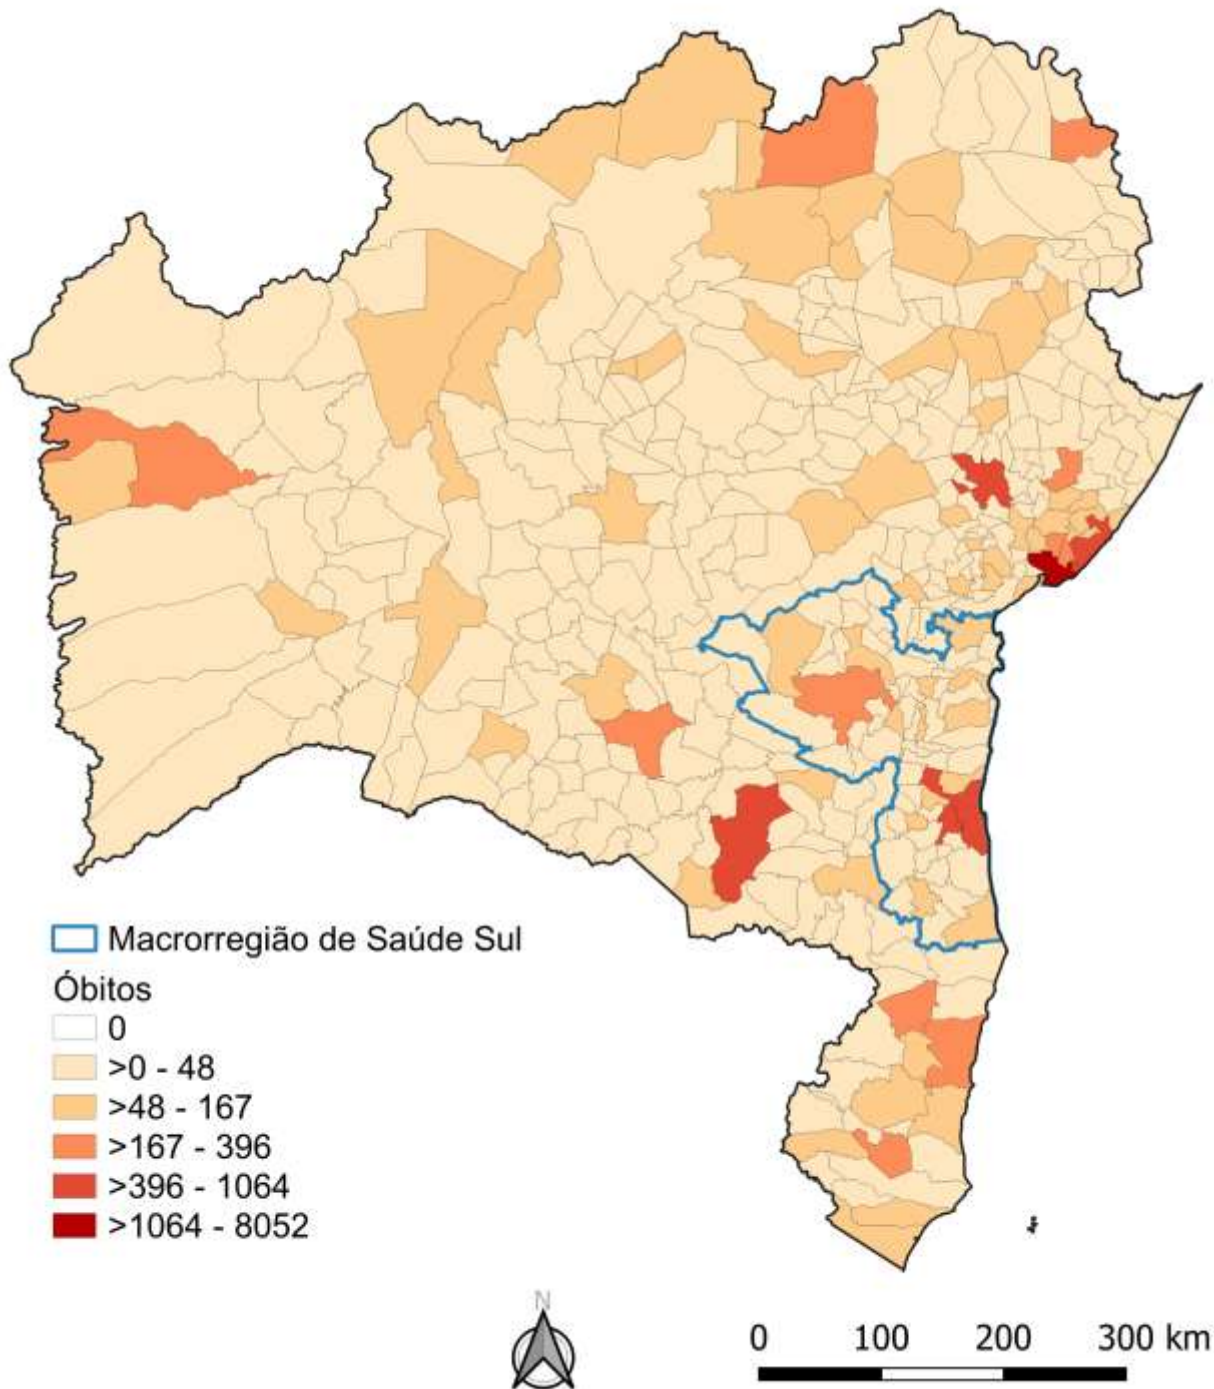 Macrorregião de Saúde Sul
Óbitos
0
>0 - 48
>48 - 167
>167 - 396
>396 - 1064
>1064 - 8052
N
0 100 200 300 km